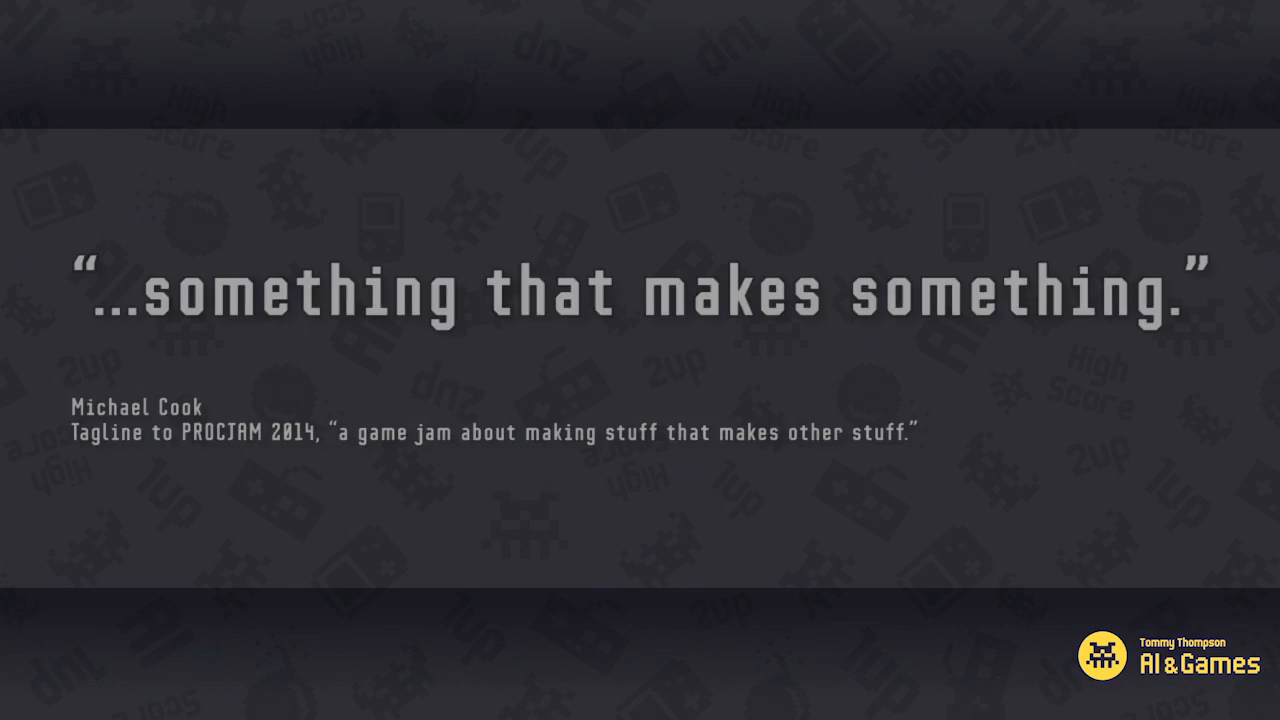 “...something that makes something.”
Michael Cook
Tagline to PROCJAM 2014, “a game jam about making stuff that makes other stuff.”
Tommy Thompson
AI & Games